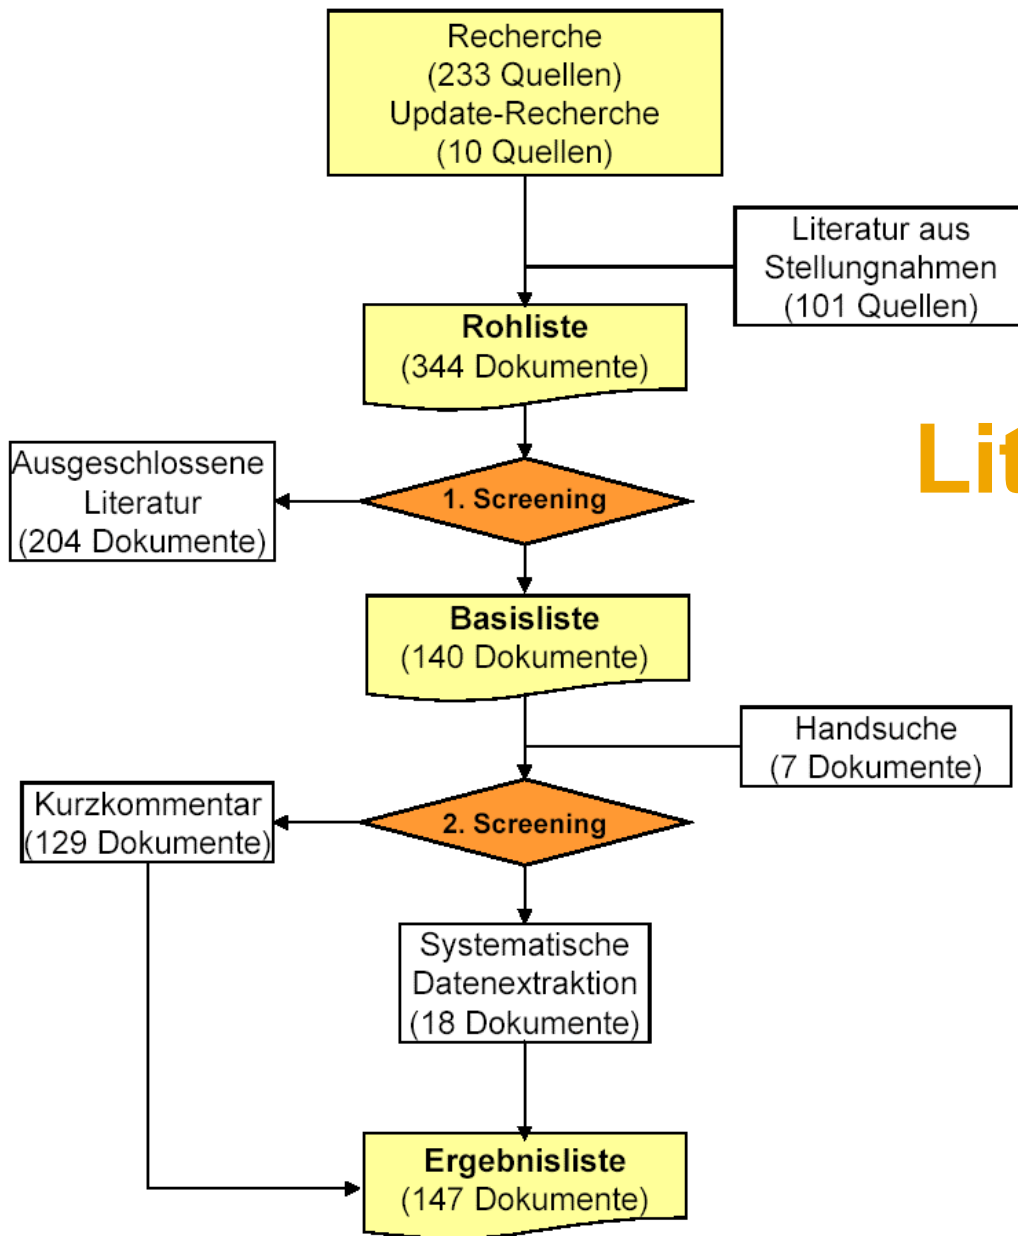 Recherche
(233 Quellen)
Update-Recherche
(10 Quellen)
Literatur aus
Stellungnahmen
(101 Quellen)
Rohliste
(344 Dokumente)
Lit
Ausgeschlossene
Literatur
(204 Dokumente)
1. Screening
Basisliste
(140 Dokumente)
Handsuche
(7 Dokumente)
Kurzkommentar
(129 Dokumente)
2. Screening
Systematische
Datenextraktion
(18 Dokumente)
Ergebnisliste
(147 Dokumente)